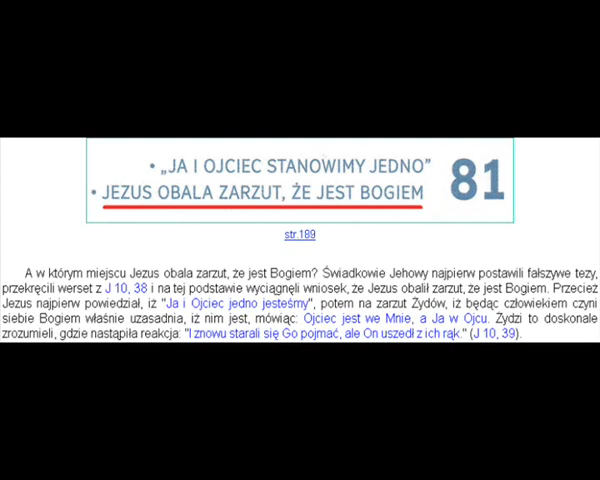 • „JA I OJCIEC STANOWIMY JEDNO”
• JEZUS OBALA ZARZUT, ŻE JEST BOGIEM
81
str.189
A w którym miejscu Jezus obala zarzut, że jest Bogiem? Świadkowie Jehowy najpierw postawili fałszywe tezy,
przekręcili werset z J 10, 38 i na tej podstawie wyciągnęli wniosek, że Jezus obalił zarzut, że jest Bogiem. Przecież
Jezus najpierw powiedział, iż "Ja i Ojciec jedno jesteśmy", potem na zarzut Żydów, iż będąc człowiekiem czyni
siebie Bogiem właśnie uzasadnia, iż nim jest, mówiąc: Ojciec jest we Mnie, a Ja w Ojcu. Żydzi to doskonale
zrozumieli, gdzie nastąpiła reakcja: "I znowu starali się Go pojmać, ale On uszedł z ich rąk." (J 10, 39).